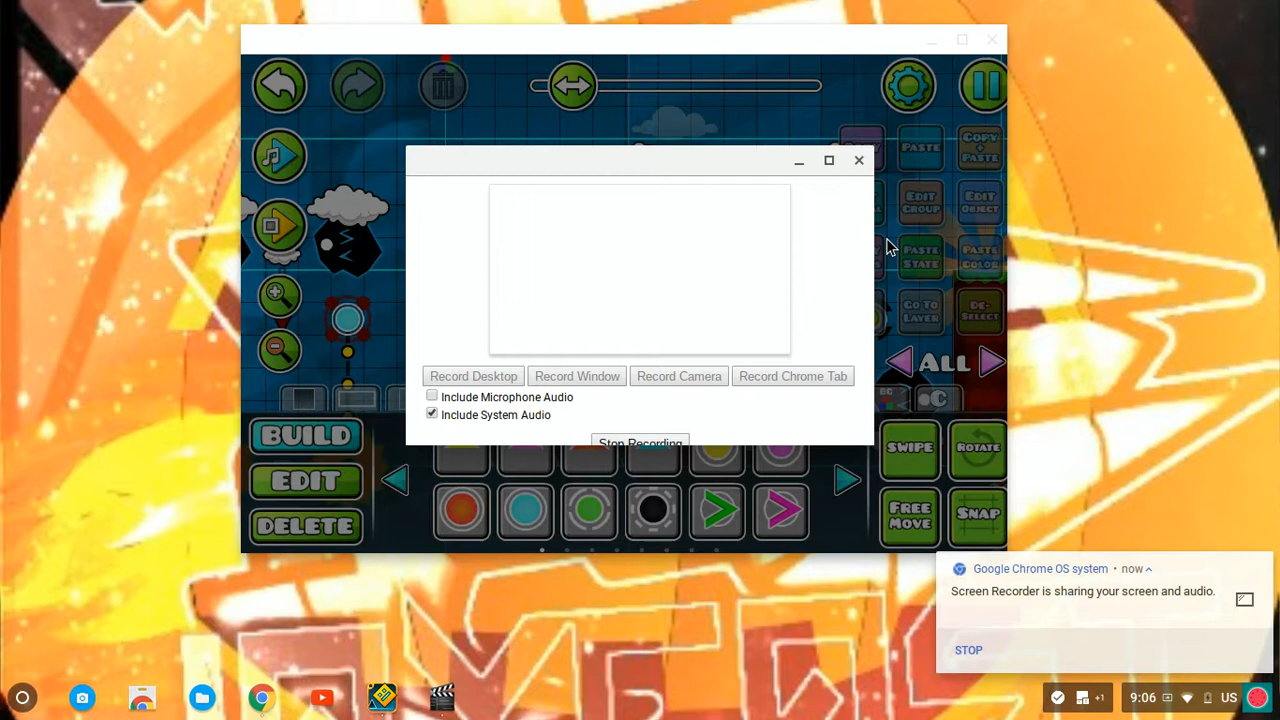 COPY
+
PASTE
PASTE
EDIT
GROUP
EDIT
OBJECT
PASTE
STATE
PASTE
COLOR
GO TO
LAYER
DE-
SELECT
ALL
Record Desktop Record Window Record Camera Record Chrome Tab
Include Microphone Audio
Include System Audio
Stop Recording
BUILD
EDIT
DELETE
SWIPE
ROTATE
FREE
MOVE
SNAP
Google Chrome OS system • now
Screen Recorder is sharing your screen and audio.
STOP
+1
9:06
US